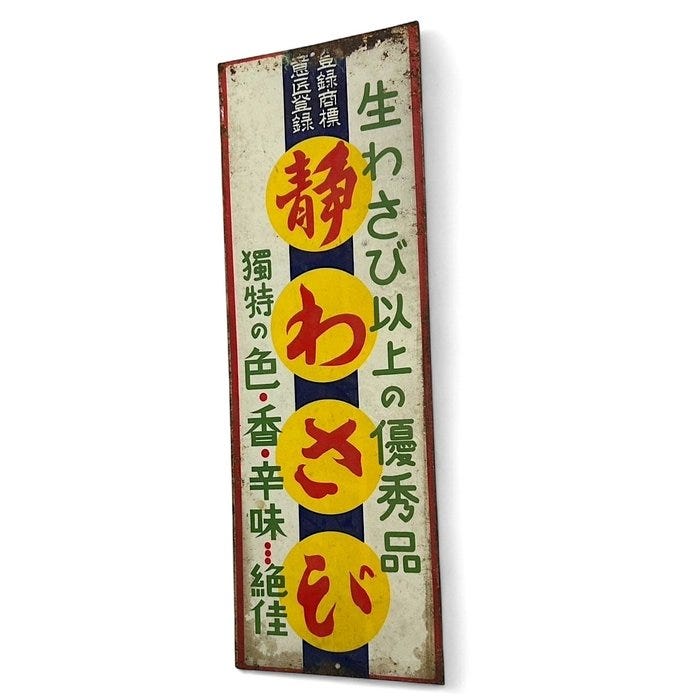 生わさび以上の優秀品
登録商標
意匠登録
静わさび
獨特の色・香・辛味…絶佳